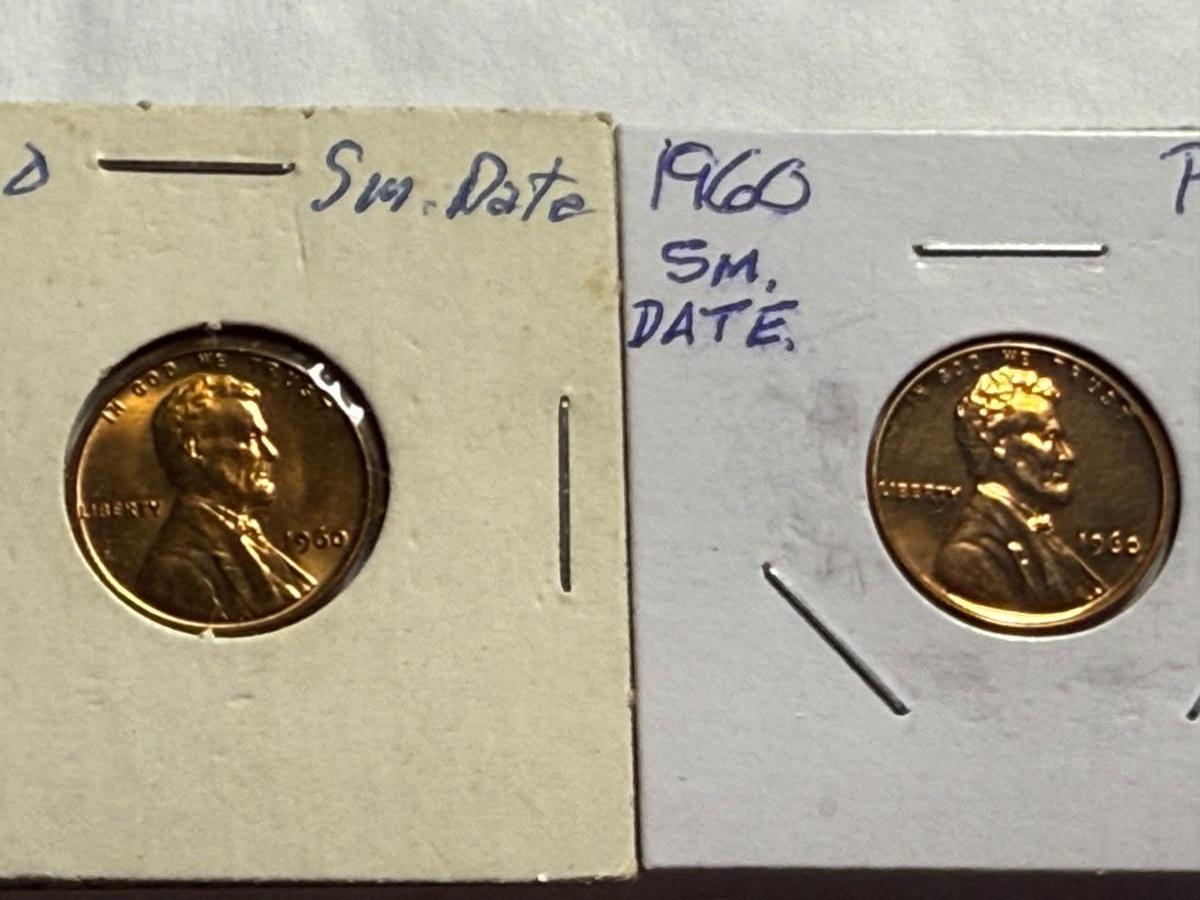 Sm. Date
IN GOD WE TRUST
LIBERTY
1960
1960
SM.
DATE.
P
IN GOD WE TRUST
LIBERTY
1960